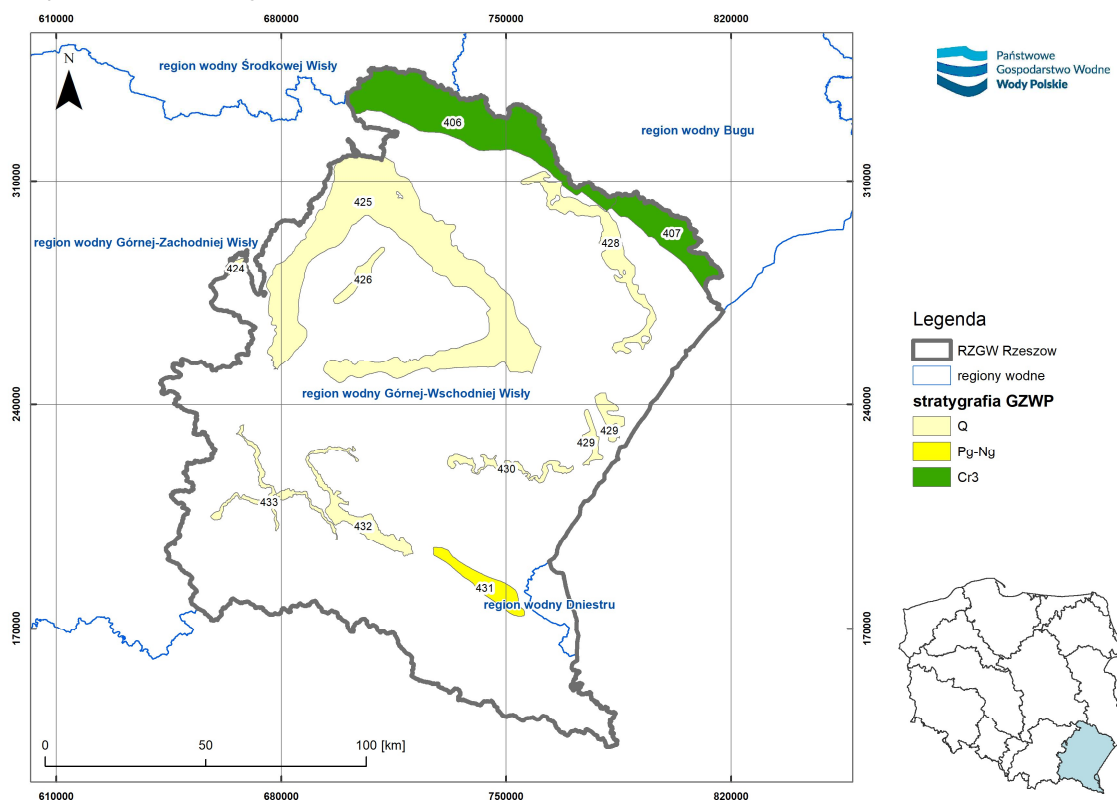 610000
680000
750000
820000
N
region wodny Środkowej Wisły
Państwowe
Gospodarstwo Wodne
Wody Polskie
406
region wodny Bugu
310000
310000
425
407
428
region wodny Górnej-Zachodniej Wisły
424
426
Legenda
RZGW Rzeszow
regiony wodne
stratygrafia GZWP
Q
Pg-Ng
Cr3
region wodny Górnej-Wschodniej Wisły
240000
240000
429
429
430
433
432
431
region wodny Dniestru
170000
170000
0
50
100 [km]
610000
680000
750000
820000